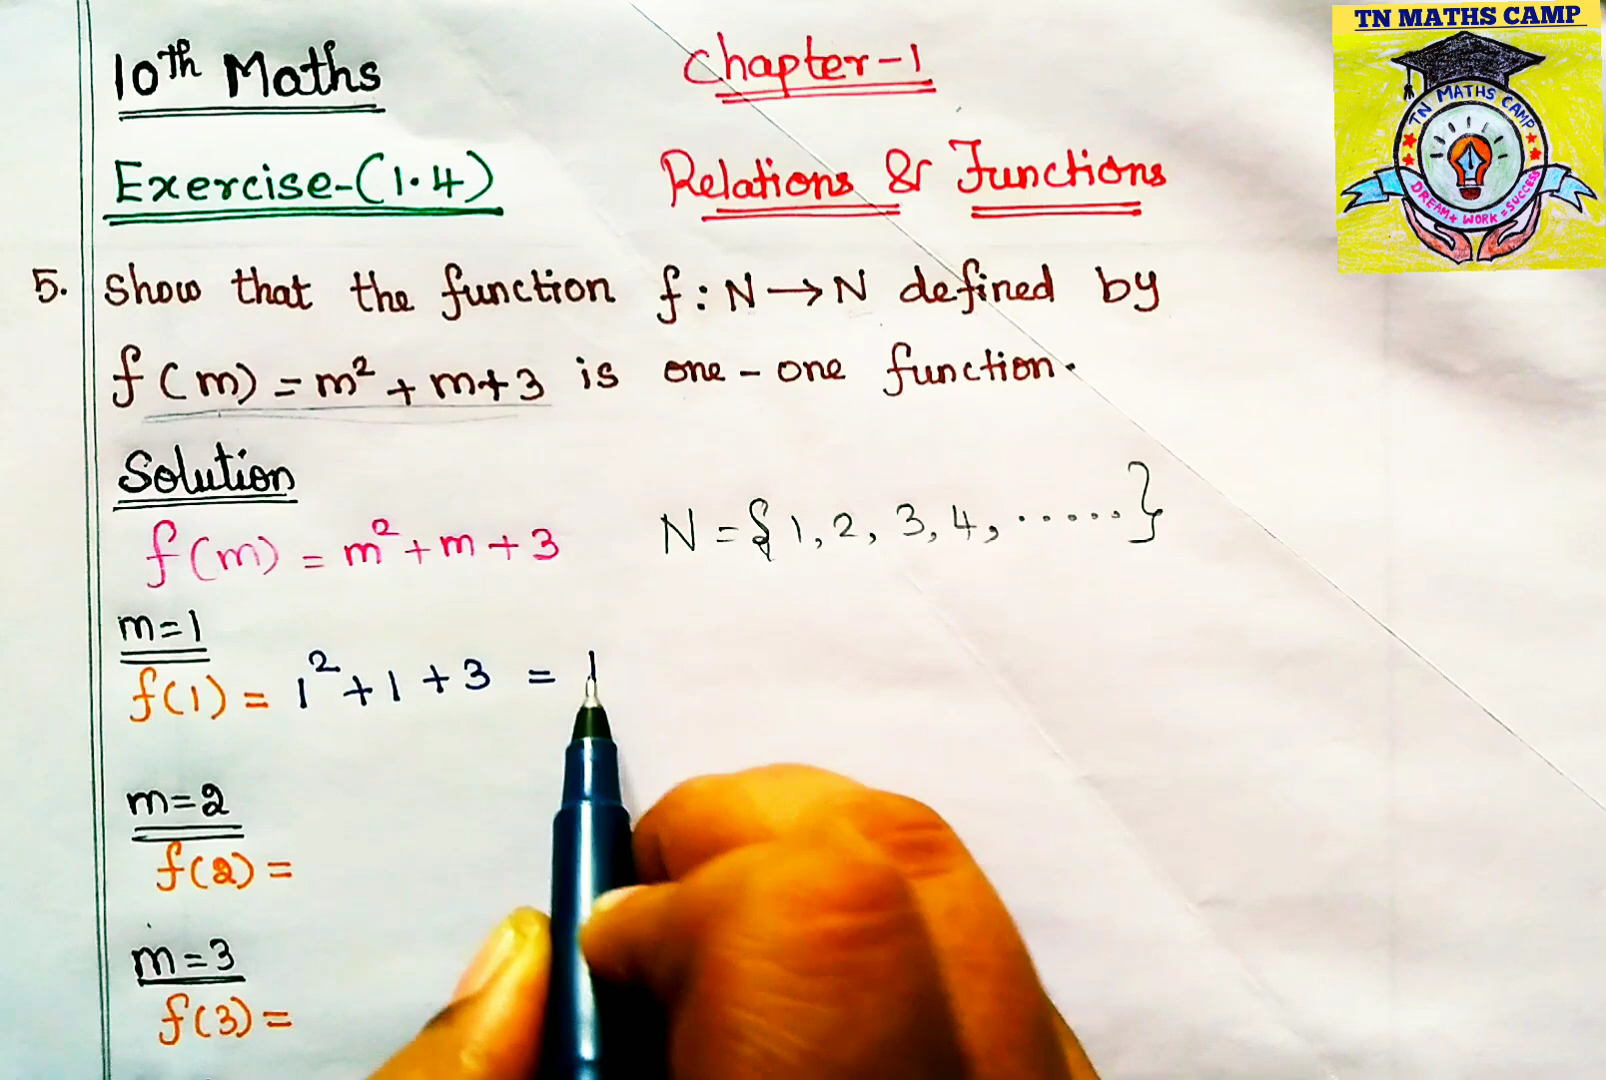 TN MATHS CAMP
10th Maths
Chapter-1
TN MATHS CAMP
DREAM + WORK = SUCCESS
Exercise-(1.4)
Relations & Functions
5. Show that the function f : N → N defined by
f(m) = m² + m + 3 is one - one function.
Solution
f(m) = m² + m + 3
N = { 1, 2, 3, 4, ...... }
m=1
f(1) = 1² + 1 + 3 = 1
m=2
f(2) =
m=3
f(3) =